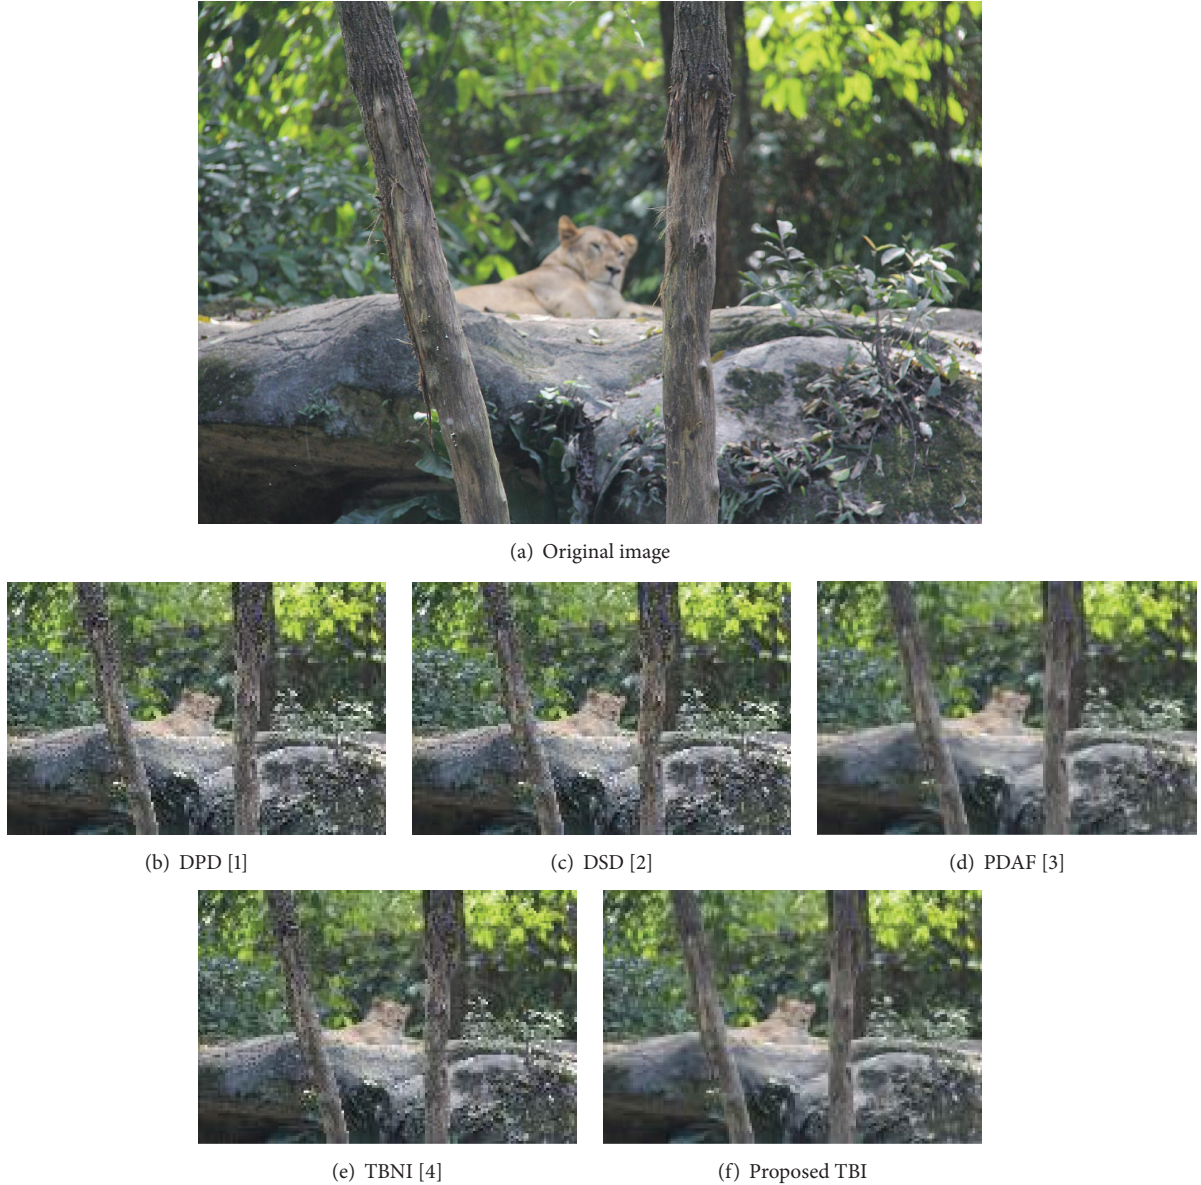 (a) Original image
(b) DPD [1]
(c) DSD [2]
(d) PDAF [3]
(e) TBNI [4]
(f) Proposed TBI